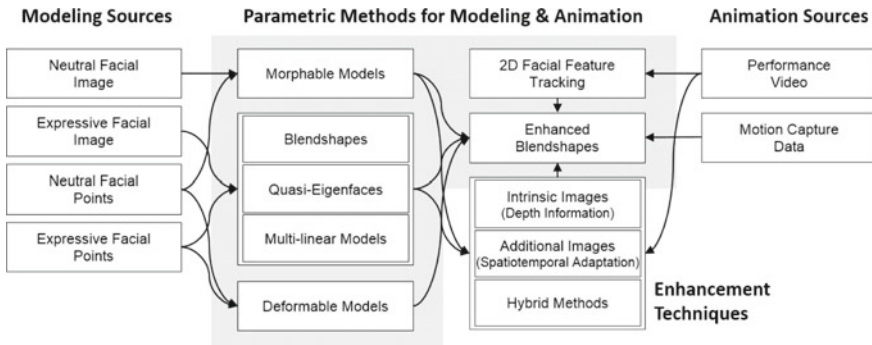 Modeling Sources
Parametric Methods for Modeling & Animation
Animation Sources
Neutral Facial
Image
Expressive Facial
Image
Neutral Facial
Points
Expressive Facial
Points
Morphable Models
Blendshapes
Quasi-Eigenfaces
Multi-linear Models
Deformable Models
2D Facial Feature
Tracking
Enhanced
Blendshapes
Intrinsic Images
(Depth Information)
Additional Images
(Spatiotemporal Adaptation)
Hybrid Methods
Performance
Video
Motion Capture
Data
Enhancement
Techniques